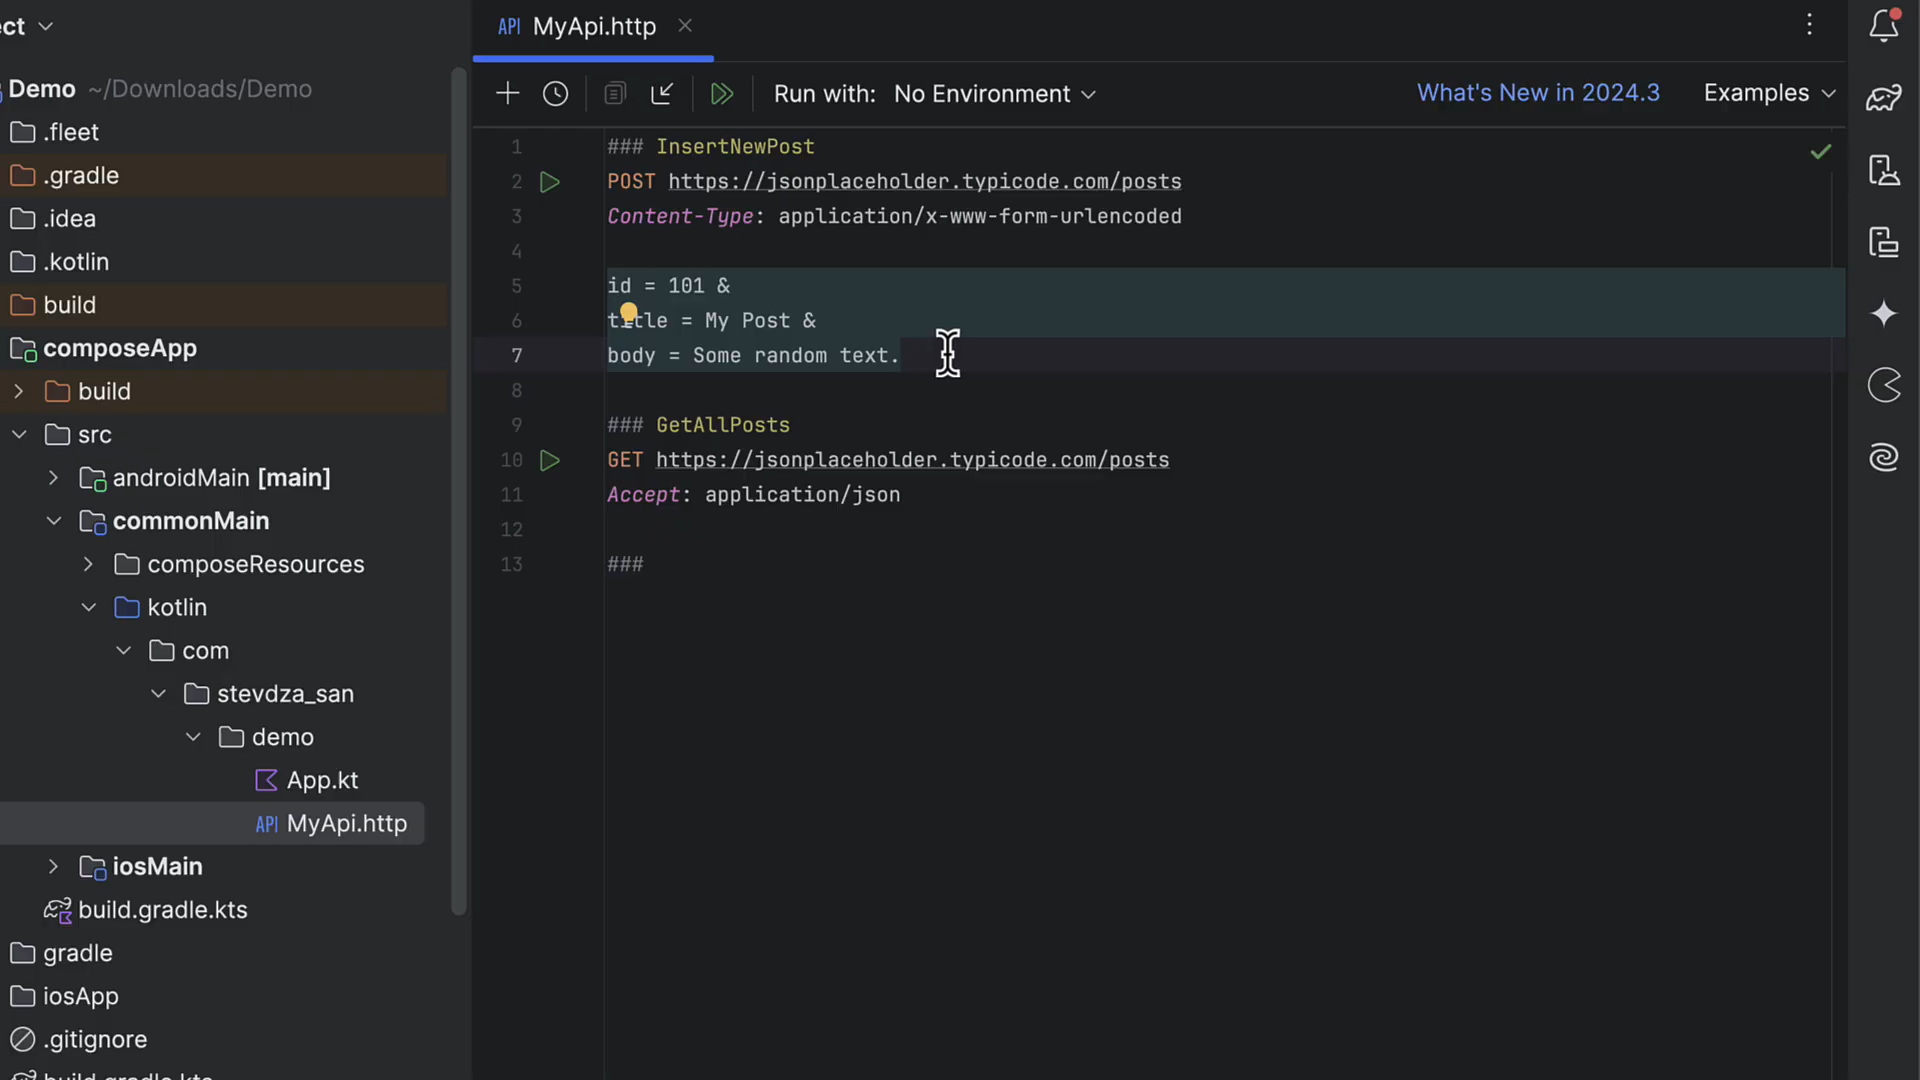 ect
Demo ~/Downloads/Demo
.fleet
.gradle
.idea
.kotlin
build
composeApp
build
src
androidMain [main]
commonMain
composeResources
kotlin
com
stevdza_san
demo
App.kt
API MyApi.http
iosMain
build.gradle.kts
gradle
iosApp
.gitignore
build.gradle.kts
API MyApi.http
Run with: No Environment
What's New in 2024.3 Examples
1 ### InsertNewPost
2 POST https://jsonplaceholder.typicode.com/posts
3 Content-Type: application/x-www-form-urlencoded
4
5 id = 101 &
6 title = My Post &
7 body = Some random text.
8
9 ### GetAllPosts
10 GET https://jsonplaceholder.typicode.com/posts
11 Accept: application/json
12
13 ###